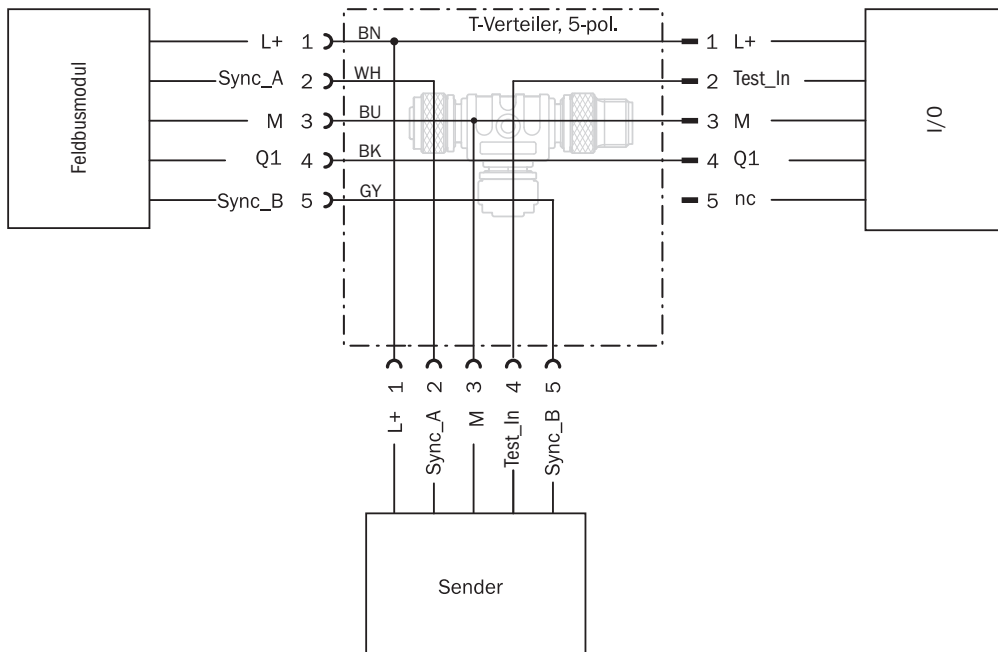 T-Verteiler, 5-pol.
Feldbusmodul
L+ 1 BN
Sync_A 2 WH
M 3 BU
Q1 4 BK
Sync_B 5 GY
1 L+
2 Test_In
3 M
4 Q1
5 nc
I/O
1 L+
2 Sync_A
3 M
4 Test_In
5 Sync_B
Sender